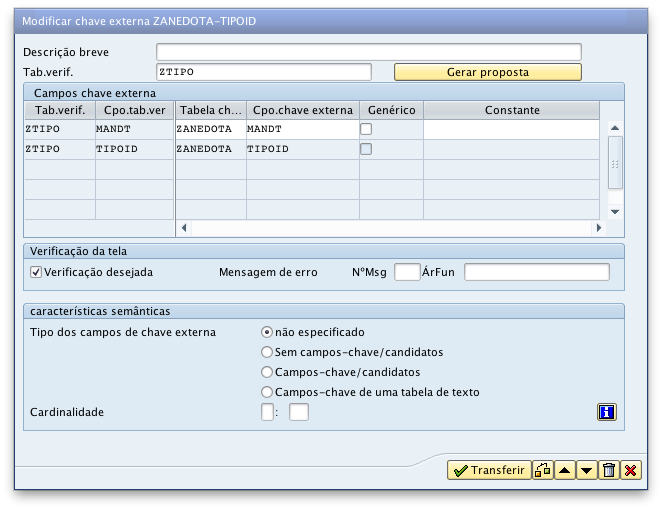 Modificar chave externa ZANEDOTA-TIPOID
Descrição breve
Tab.verif. ZTIPO Gerar proposta
Campos chave externa
Tab.verif. Cpo.tab.ver Tabela ch... Cpo.chave externa Genérico Constante
ZTIPO MANDT ZANEDOTA MANDT
ZTIPO TIPOID ZANEDOTA TIPOID
Verificação da tela
Verificação desejada Mensagem de erro NºMsg ÁrFun
características semânticas
Tipo dos campos de chave externa não especificado
Sem campos-chave/candidatos
Campos-chave/candidatos
Campos-chave de uma tabela de texto
Cardinalidade :
Transferir